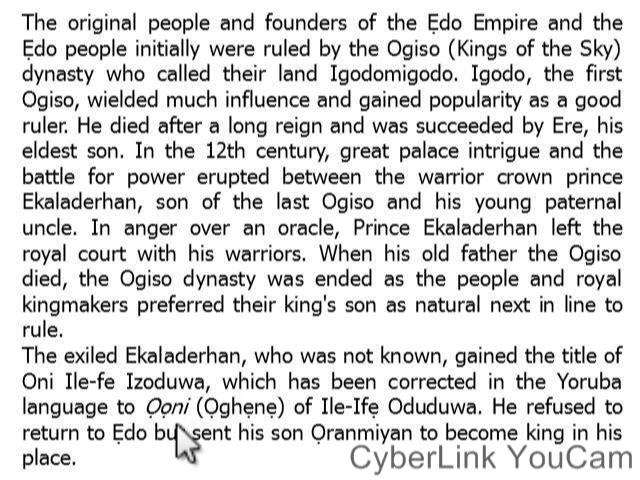 The original people and founders of the Ẹdo Empire and the
Ẹdo people initially were ruled by the Ogiso (Kings of the Sky)
dynasty who called their land Igodomigodo. Igodo, the first
Ogiso, wielded much influence and gained popularity as a good
ruler. He died after a long reign and was succeeded by Ere, his
eldest son. In the 12th century, great palace intrigue and the
battle for power erupted between the warrior crown prince
Ekaladerhan, son of the last Ogiso and his young paternal
uncle. In anger over an oracle, Prince Ekaladerhan left the
royal court with his warriors. When his old father the Ogiso
died, the Ogiso dynasty was ended as the people and royal
kingmakers preferred their king's son as natural next in line to
rule.
The exiled Ekaladerhan, who was not known, gained the title of
Oni Ile-fe Izoduwa, which has been corrected in the Yoruba
language to Ọọni (Ọghẹnẹ) of Ile-Ifẹ Oduduwa. He refused to
return to Ẹdo but sent his son Ọranmiyan to become king in his
place.
CyberLink YouCam